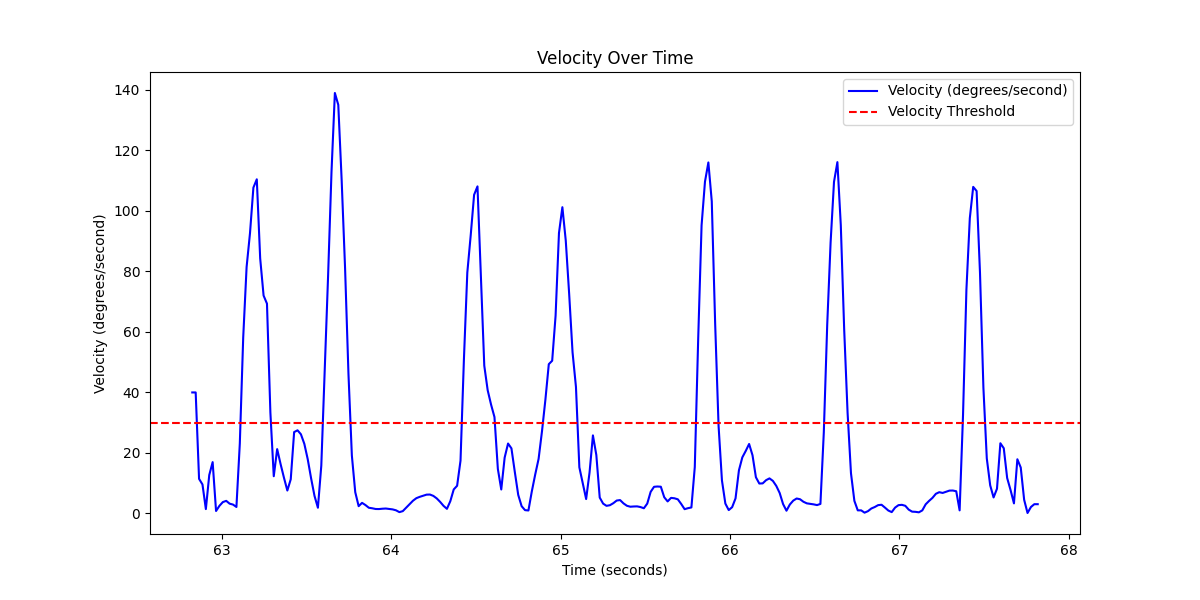 Velocity Over Time
Velocity (degrees/second)
Velocity Threshold
Velocity (degrees/second)
140
120
100
80
60
40
20
0
63
64
65
66
67
68
Time (seconds)